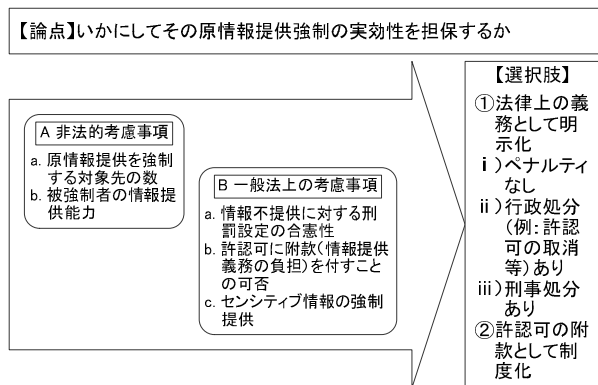 【論点】いかにしてその原情報提供強制の実効性を担保するか
A 非法的考慮事項
a. 原情報提供を強制
する対象先の数
b. 被強制者の情報提
供能力
B 一般法上の考慮事項
a. 情報不提供に対する刑
罰設定の合憲性
b. 許認可に附款(情報提供
義務の負担)を付すこと
の可否
c. センシティブ情報の強制
提供
【選択肢】
①法律上の義
務として明
示化
ⅰ)ペナルティ
なし
ⅱ)行政処分
(例:許認
可の取消
等)あり
ⅲ)刑事処分
あり
②許認可の附
款として制
度化